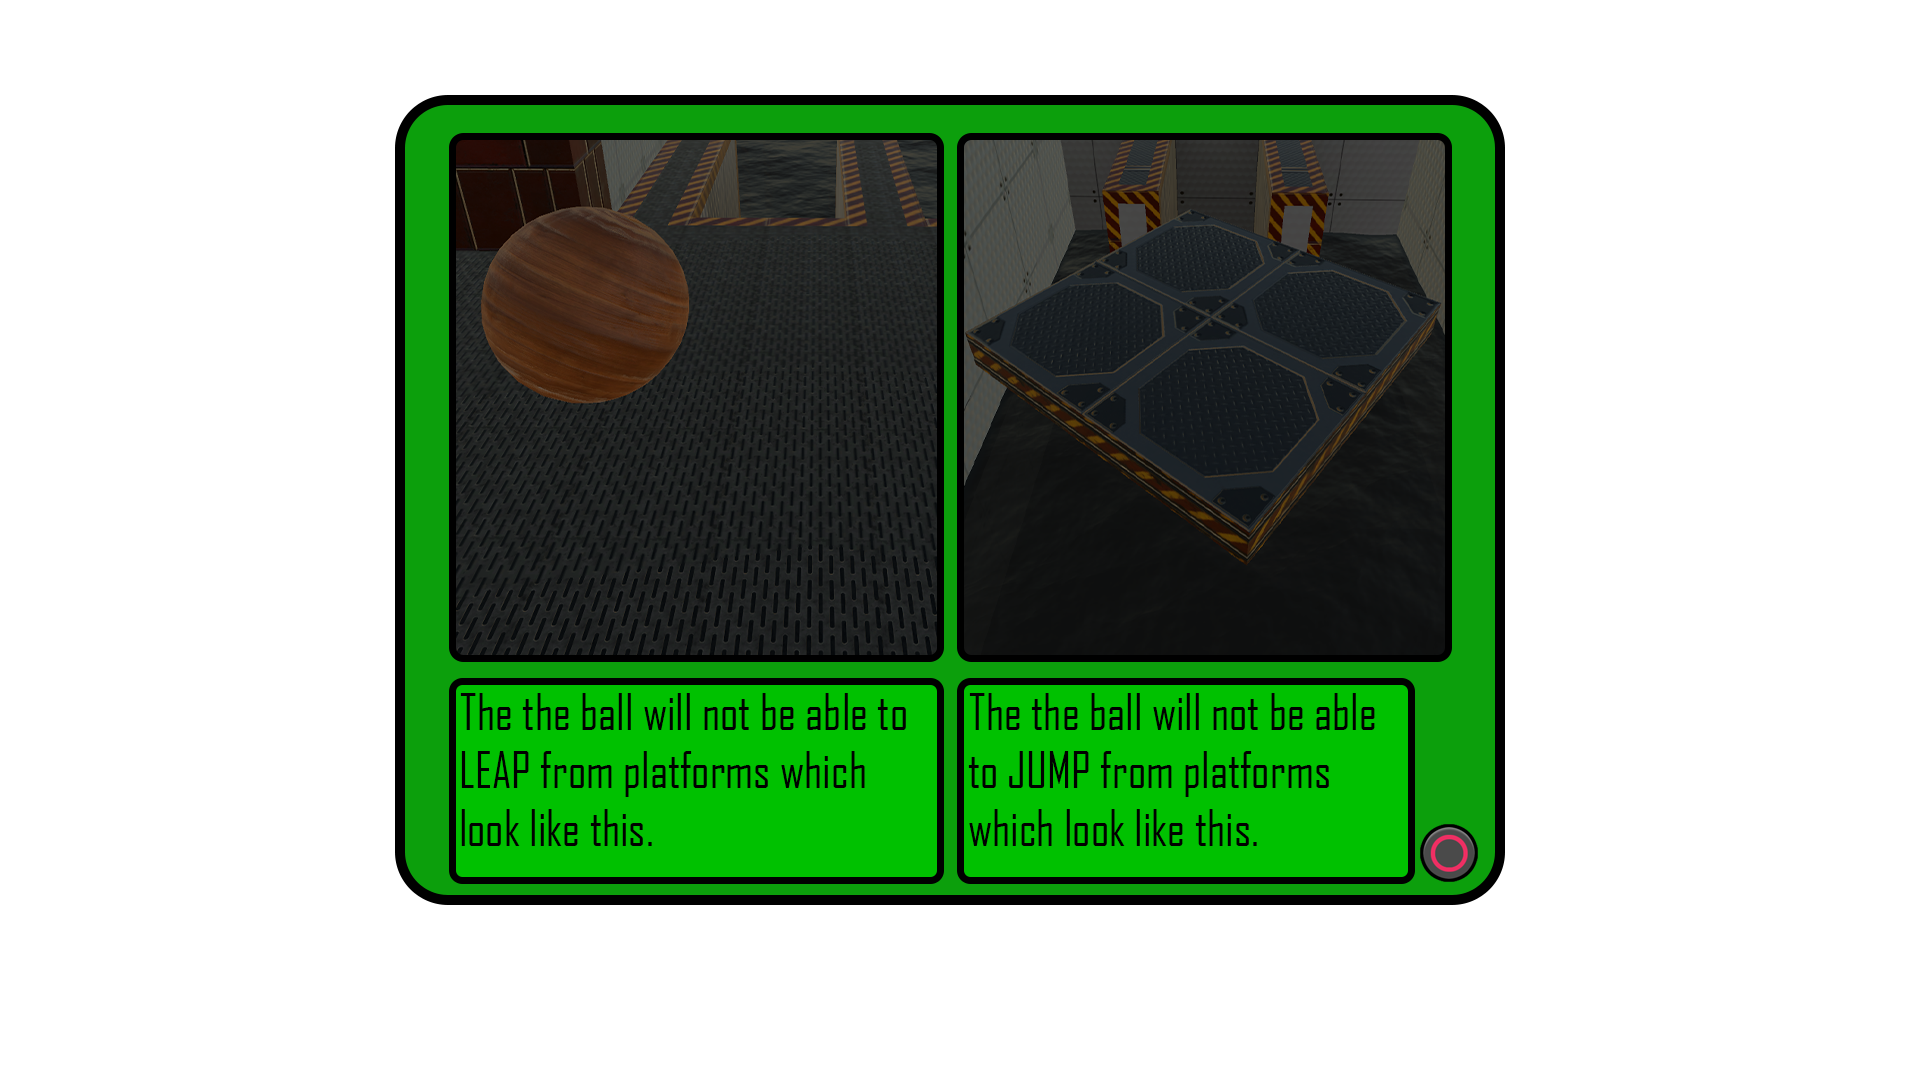 The the ball will not be able to
LEAP from platforms which
look like this.
The the ball will not be able
to JUMP from platforms
which look like this.